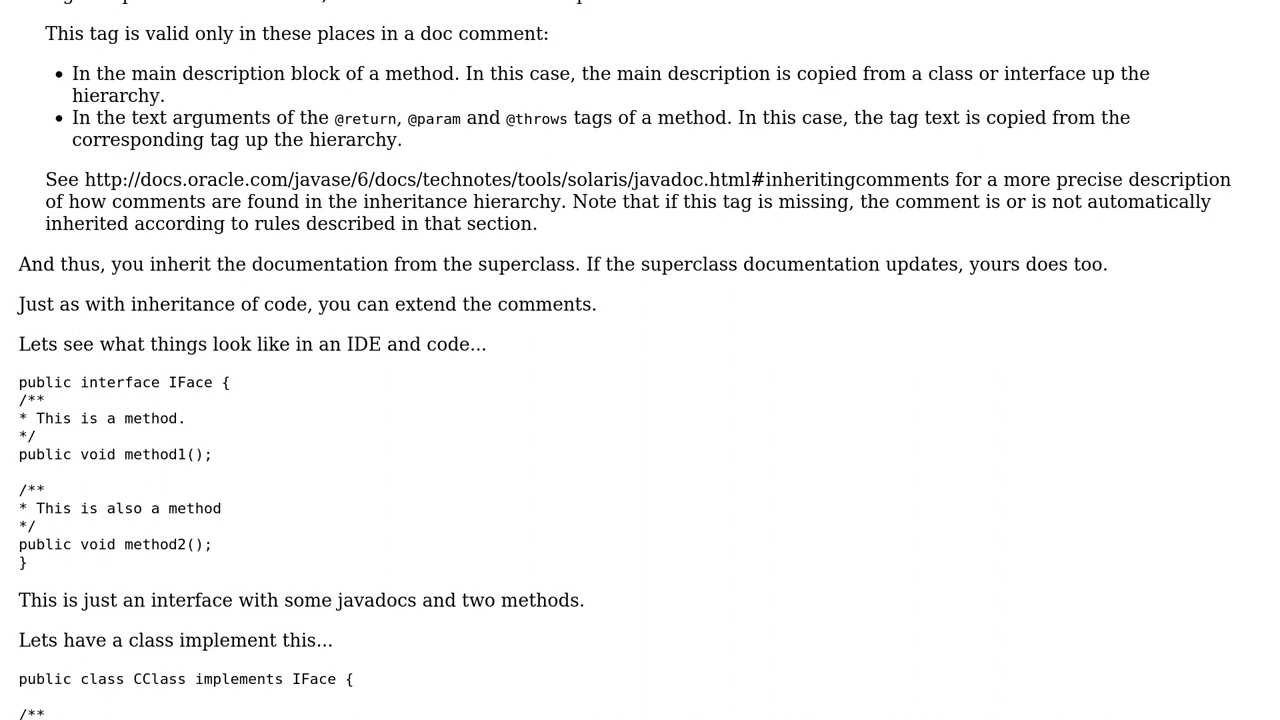 This tag is valid only in these places in a doc comment:
• In the main description block of a method. In this case, the main description is copied from a class or interface up the
hierarchy.
• In the text arguments of the @return, @param and @throws tags of a method. In this case, the tag text is copied from the
corresponding tag up the hierarchy.
See http://docs.oracle.com/javase/6/docs/technotes/tools/solaris/javadoc.html#inheritingcomments for a more precise description
of how comments are found in the inheritance hierarchy. Note that if this tag is missing, the comment is or is not automatically
inherited according to rules described in that section.
And thus, you inherit the documentation from the superclass. If the superclass documentation updates, yours does too.
Just as with inheritance of code, you can extend the comments.
Lets see what things look like in an IDE and code...
public interface IFace {
/**
* This is a method.
*/
public void method1();
/**
* This is also a method
*/
public void method2();
}
This is just an interface with some javadocs and two methods.
Lets have a class implement this...
public class CClass implements IFace {
/**